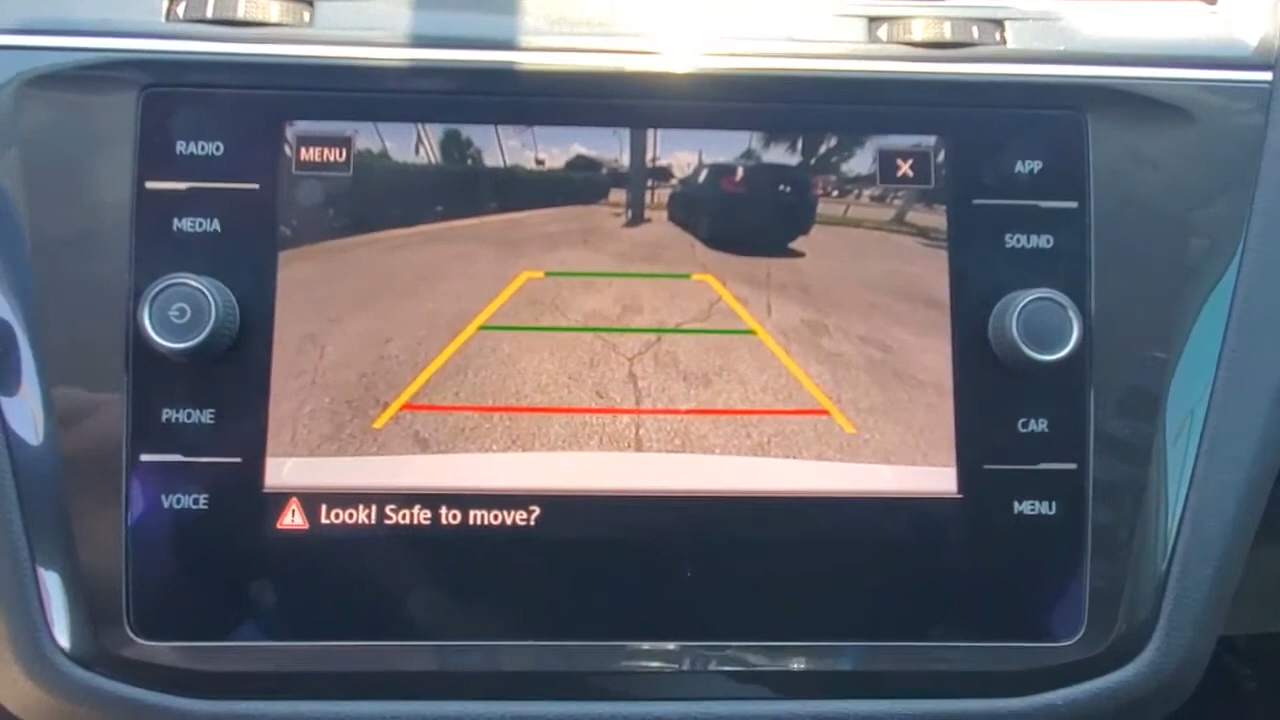 RADIO
MEDIA
PHONE
VOICE
MENU
X
Look! Safe to move?
APP
SOUND
CAR
MENU